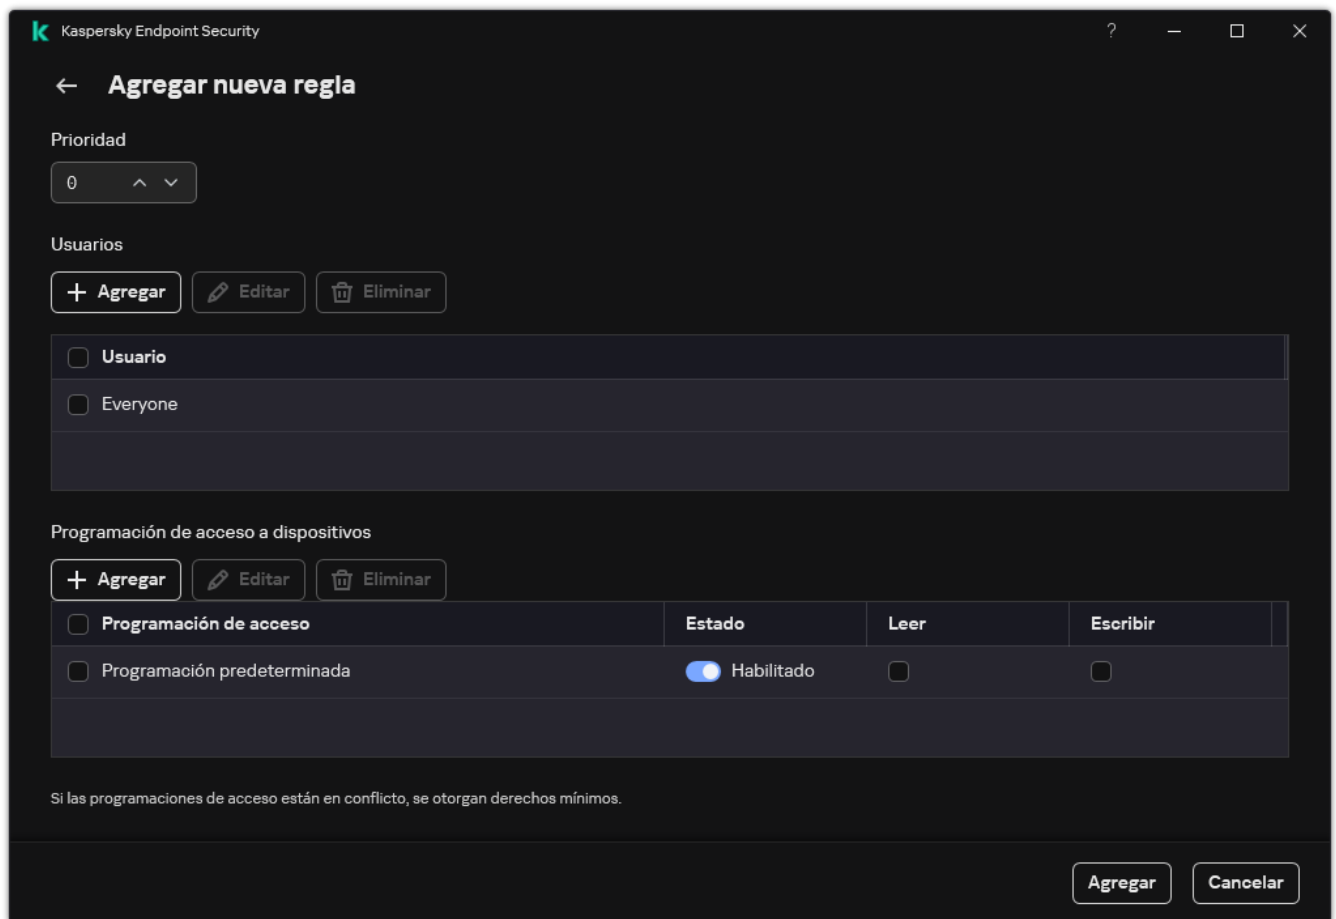 Kaspersky Endpoint Security ?
Agregar nueva regla
Prioridad
0
Usuarios
Agregar Editar Eliminar
Usuario
Everyone
Programación de acceso a dispositivos
Agregar Editar Eliminar
Programación de acceso Estado Leer Escribir
Programación predeterminada Habilitado
Si las programaciones de acceso están en conflicto, se otorgan derechos mínimos.
Agregar Cancelar